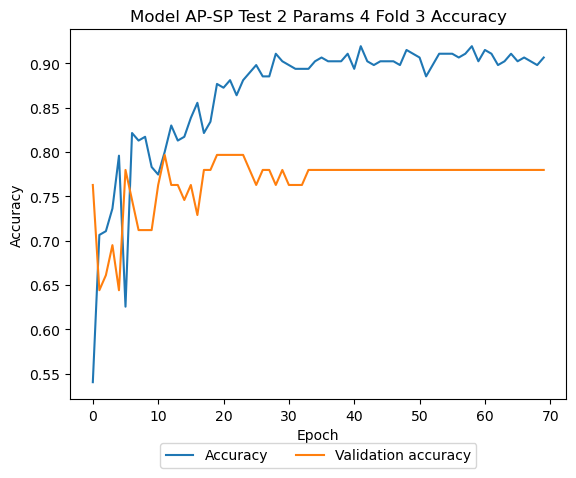 Model AP-SP Test 2 Params 4 Fold 3 Accuracy
0.90
0.85
0.80
0.75
0.70
0.65
0.60
0.55
Accuracy
0 10 20 30 40 50 60 70
Epoch
Accuracy Validation accuracy